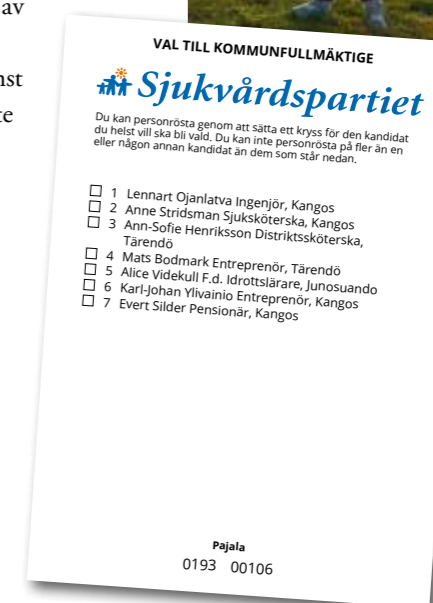 av
nst
te
VAL TILL KOMMUNFULLMÄKTIGE
Sjukvårdspartiet
Du kan personrösta genom att sätta ett kryss för den kandidat
du helst vill ska bli vald. Du kan inte personrösta på fler än en
eller någon annan kandidat än dem som står nedan.
1 Lennart Ojanlatva Ingenjör, Kangos
2 Anne Stridsman Sjuksköterska, Kangos
3 Ann-Sofie Henriksson Distriktssköterska,
Tärendö
4 Mats Bodmark Entreprenör, Tärendö
5 Alice Videkull F.d. Idrottslärare, Junosuando
6 Karl-Johan Ylivainio Entreprenör, Kangos
7 Evert Silder Pensionär, Kangos
Pajala
0193 00106